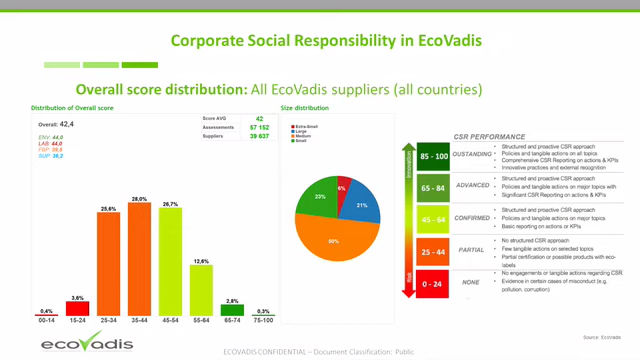 Corporate Social Responsibility in EcoVadis
Overall score distribution: All EcoVadis suppliers (all countries)
Distribution of Overall score
Overall: 42,4
ENV: 44,0
LAB: 44,0
SUP: 39,2
Score AVG 42
Assessements 57 152
Suppliers 39 637
0,4%
3,6%
25,6%
28,0%
26,7%
12,6%
2,8%
0,3%
00-14 15-24 25-34 35-44 45-54 55-64 65-74 75-100
Size distribution
Extra-Small
Large
Medium
Small
6%
21%
23%
CSR PERFORMANCE
Innovation
Risk
85 - 100
OUSTANDING
• Structured and proactive CSR approach
• Policies and tangible actions on all topics
• Comprehensive CSR Reporting on actions & KPIs
• Innovative practices and external recognition
65 - 84
ADVANCED
• Structured and proactive CSR approach
• Policies and tangible actions on major topics with
• Significant CSR Reporting on actions & KPIs
45 - 64
CONFIRMED
• Structured and proactive CSR approach
• Policies and tangible actions on major topics
• Basic reporting on actions or KPIs
25 - 44
PARTIAL
• No structured CSR approach
• Few tangible actions on selected topics
• Partial certification or possible products with eco-
labels
0 - 24
NONE
• No engagements or tangible actions regarding CSR
• Evidence in certain cases of misconduct (e.g.
pollution, corruption)
Source: EcoVadis
ecovadis
ECOVADIS CONFIDENTIAL – Document Classification: Public